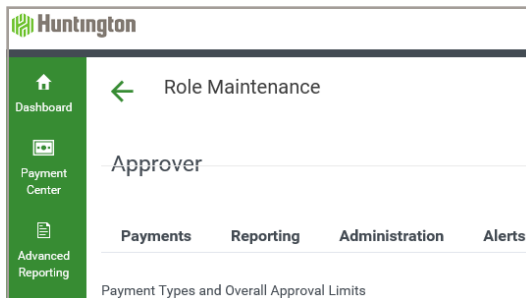 Huntington
Dashboard
Payment
Center
Advanced
Reporting
Role Maintenance
Approver
Payments Reporting Administration Alerts
Payment Types and Overall Approval Limits